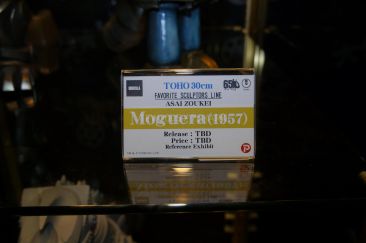 TOHO 30cm
FAVORITE SCULPTORS LINE
ASAI ZOUKEI
Moguera(1957)
Release : TBD
Price : TBD
Reference Exhibit